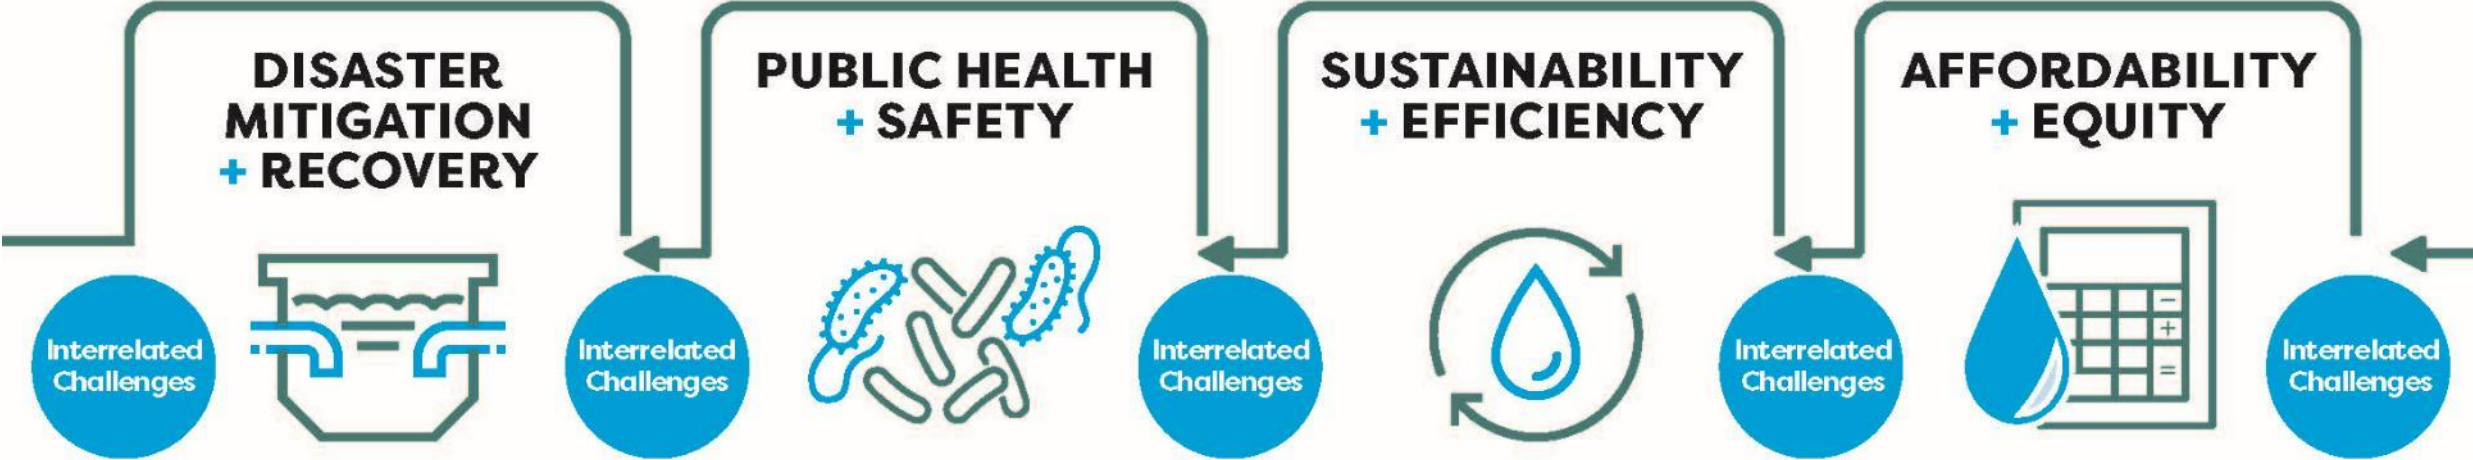 DISASTER
MITIGATION
+ RECOVERY
PUBLIC HEALTH
+ SAFETY
SUSTAINABILITY
+ EFFICIENCY
AFFORDABILITY
+ EQUITY
Interrelated
Challenges
Interrelated
Challenges
Interrelated
Challenges
Interrelated
Challenges
Interrelated
Challenges
−
+
=